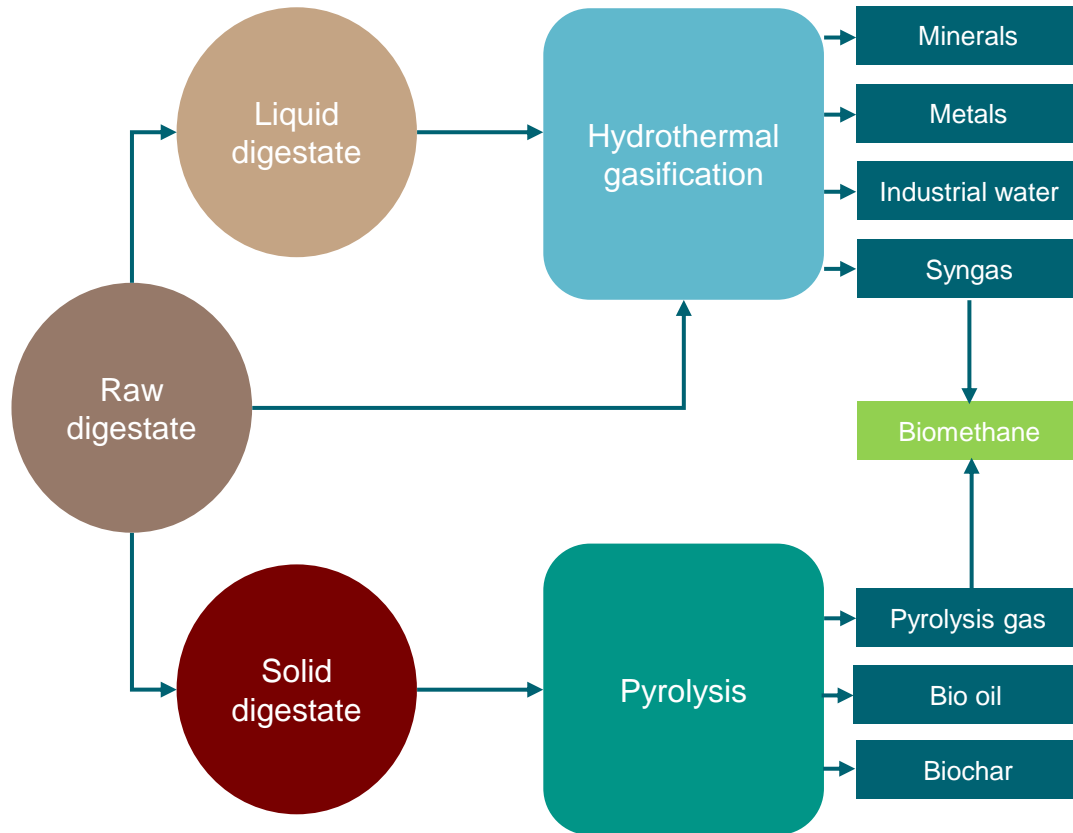 Minerals
Liquid
digestate
Metals
Hydrothermal
gasification
Industrial water
Syngas
Raw
digestate
Biomethane
Pyrolysis gas
Solid
digestate
Pyrolysis
Bio oil
Biochar